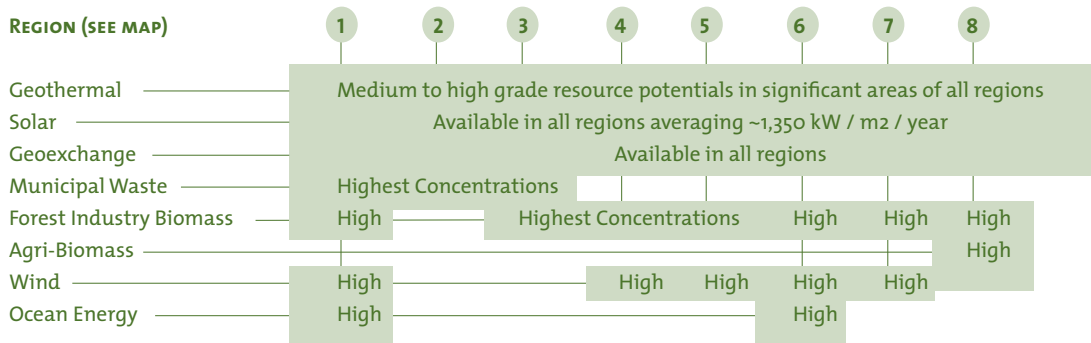 REGION (SEE MAP) 1 2 3 4 5 6 7 8
Geothermal Medium to high grade resource potentials in significant areas of all regions
Solar Available in all regions averaging ~1,350 kW / m2 / year
Geoexchange Available in all regions
Municipal Waste Highest Concentrations
Forest Industry Biomass High Highest Concentrations High High High
Agri-Biomass High
Wind High High High High High
Ocean Energy High High